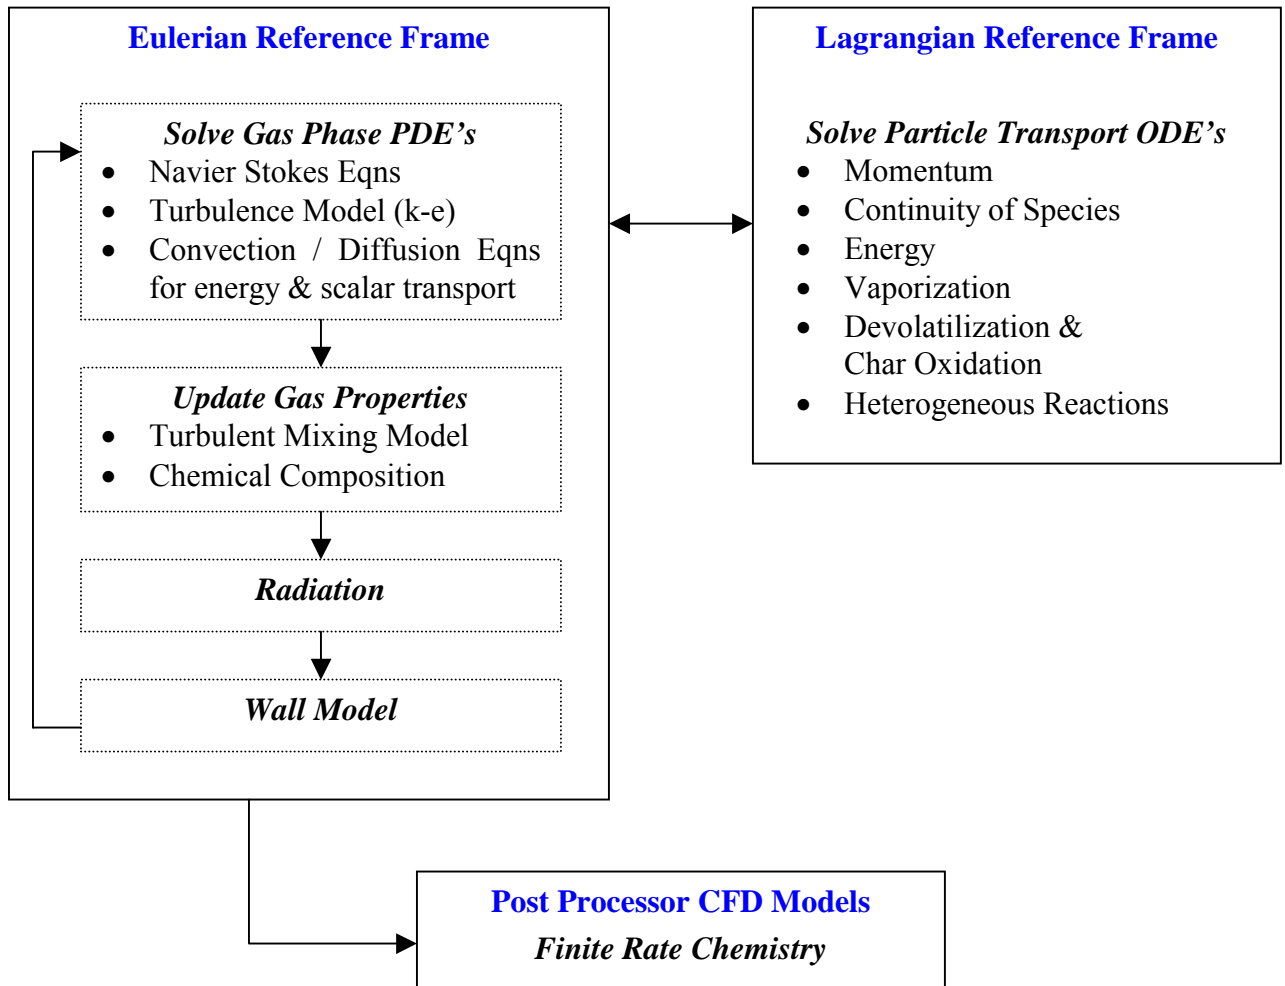 Eulerian Reference Frame
Solve Gas Phase PDE's
• Navier Stokes Eqns
• Turbulence Model (k-e)
• Convection / Diffusion Eqns
for energy & scalar transport
Update Gas Properties
• Turbulent Mixing Model
• Chemical Composition
Radiation
Wall Model
Lagrangian Reference Frame
Solve Particle Transport ODE's
• Momentum
• Continuity of Species
• Energy
• Vaporization
• Devolatilization &
Char Oxidation
• Heterogeneous Reactions
Post Processor CFD Models
Finite Rate Chemistry